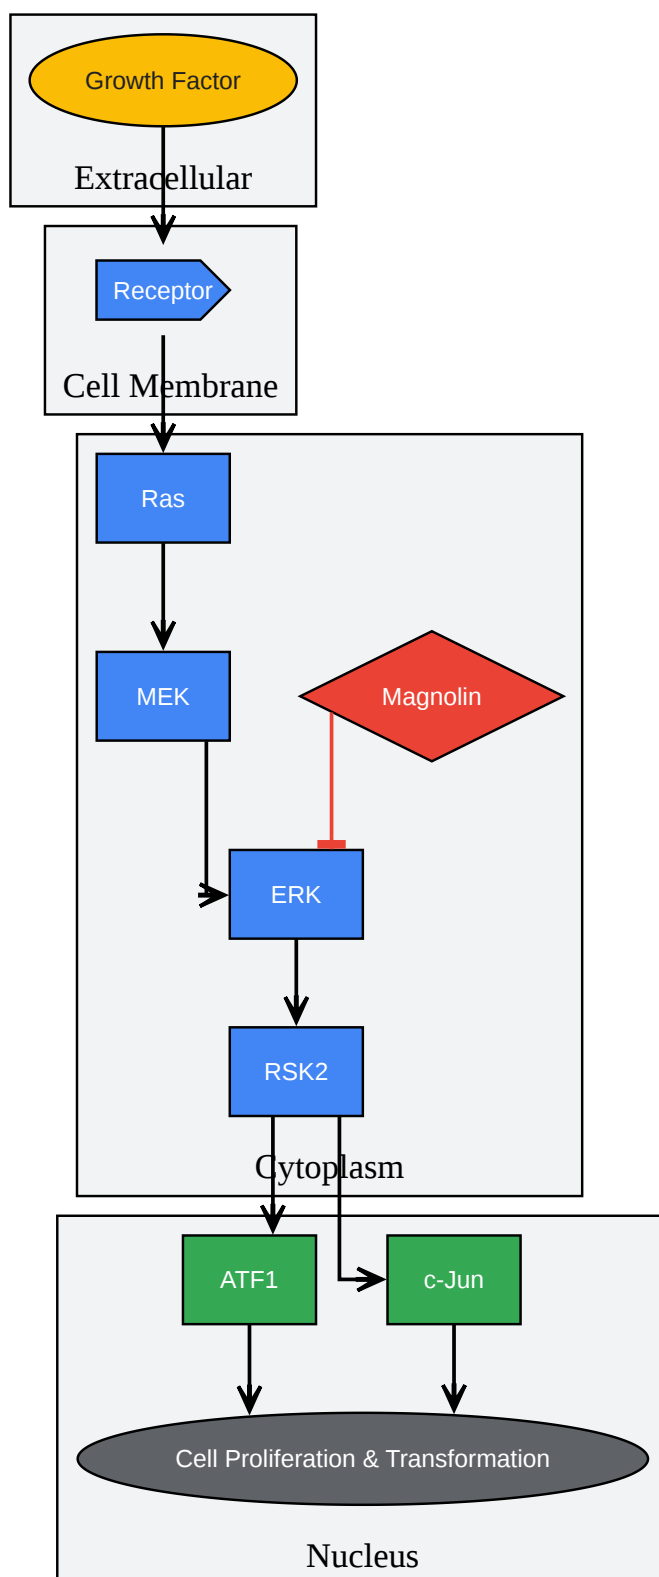 Growth Factor
Extracellular
Receptor
Cell Membrane
Ras
MEK
Magnolin
ERK
RSK2
Cytoplasm
ATF1
c-Jun
Cell Proliferation & Transformation
Nucleus